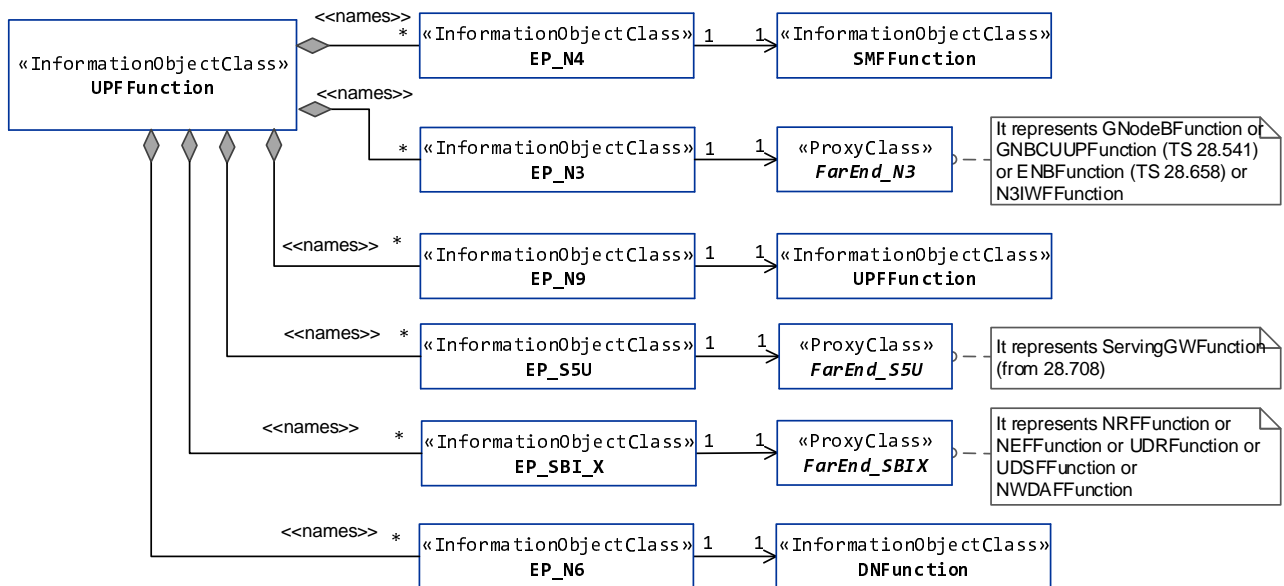 <<names>>
*
«InformationObjectClass»
UPFFunction
«InformationObjectClass»
EP_N4
1
1
«InformationObjectClass»
SMFFunction
<<names>>
*
«InformationObjectClass»
EP_N3
1
1
«ProxyClass»
FarEnd_N3
It represents GNodeBFunction or
GNBCUUPFunction (TS 28.541)
or ENBFunction (TS 28.658) or
N3IWFFunction
<<names>>
*
«InformationObjectClass»
EP_N9
1
1
«InformationObjectClass»
UPFFunction
<<names>>
*
«InformationObjectClass»
EP_S5U
1
1
«ProxyClass»
FarEnd_S5U
It represents ServingGWFunction
(from 28.708)
<<names>>
*
«InformationObjectClass»
EP_SBI_X
1
1
«ProxyClass»
FarEnd_SBIX
It represents NRFFunction or
NEFFunction or UDRFunction or
UDSFFunction or
NWDAFFunction
<<names>>
*
«InformationObjectClass»
EP_N6
1
1
«InformationObjectClass»
DNFunction